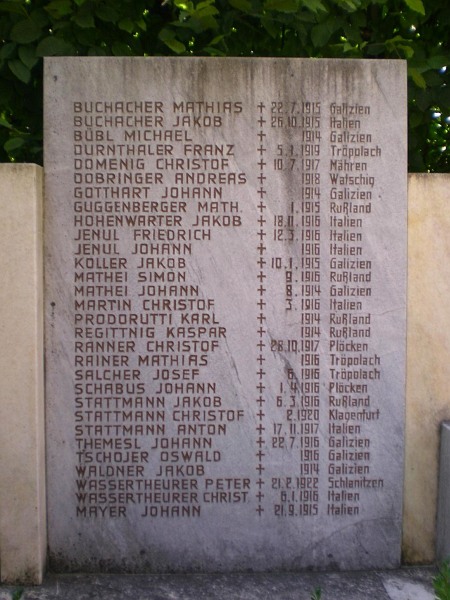 BUCHACHER MATHIAS + 22.7.1915 Galizien
BUCHACHER JAKOB + 26.10.1915 Italien
BÜBL MICHAEL + 1914 Galizien
DURNTHALER FRANZ + 5.1.1919 Tröpolach
DOMENIG CHRISTOF + 10.7.1917 Mähren
DOBRINGER ANDREAS + 1918 Watschig
GOTTHART JOHANN + 1914 Galizien
GUGGENBERGER MATH. + 1.1915 Rußland
HOHENWARTER JAKOB + 18.11.1916 Italien
JENUL FRIEDRICH + 12.3.1916 Italien
JENUL JOHANN + 1916 Italien
KOLLER JAKOB + 10.1.1915 Galizien
MATHEI SIMON + 9.1916 Rußland
MATHEI JOHANN + 8.1914 Galizien
MARTIN CHRISTOF + 3.1916 Italien
PRODORUTTI KARL + 1914 Rußland
REGITTNIG KASPAR + 1914 Rußland
RANNER CHRISTOF + 28.10.1917 Plöcken
RAINER MATHIAS + 1916 Tröpolach
SALCHER JOSEF + 6.1916 Tröpolach
SCHABUS JOHANN + 1.4.1916 Plöcken
STATTMANN JAKOB + 6.3.1916 Rußland
STATTMANN CHRISTOF + 2.1920 Klagenfurt
STATTMANN ANTON + 17.11.1917 Italien
THEMESL JOHANN + 22.7.1916 Galizien
TSCHOJER OSWALD + 1916 Galizien
WALDNER JAKOB + 1914 Galizien
WASSERTHEURER PETER + 21.2.1922 Schlanitzen
WASSERTHEURER CHRIST. + 6.1.1916 Italien
MAYER JOHANN + 21.9.1915 Italien